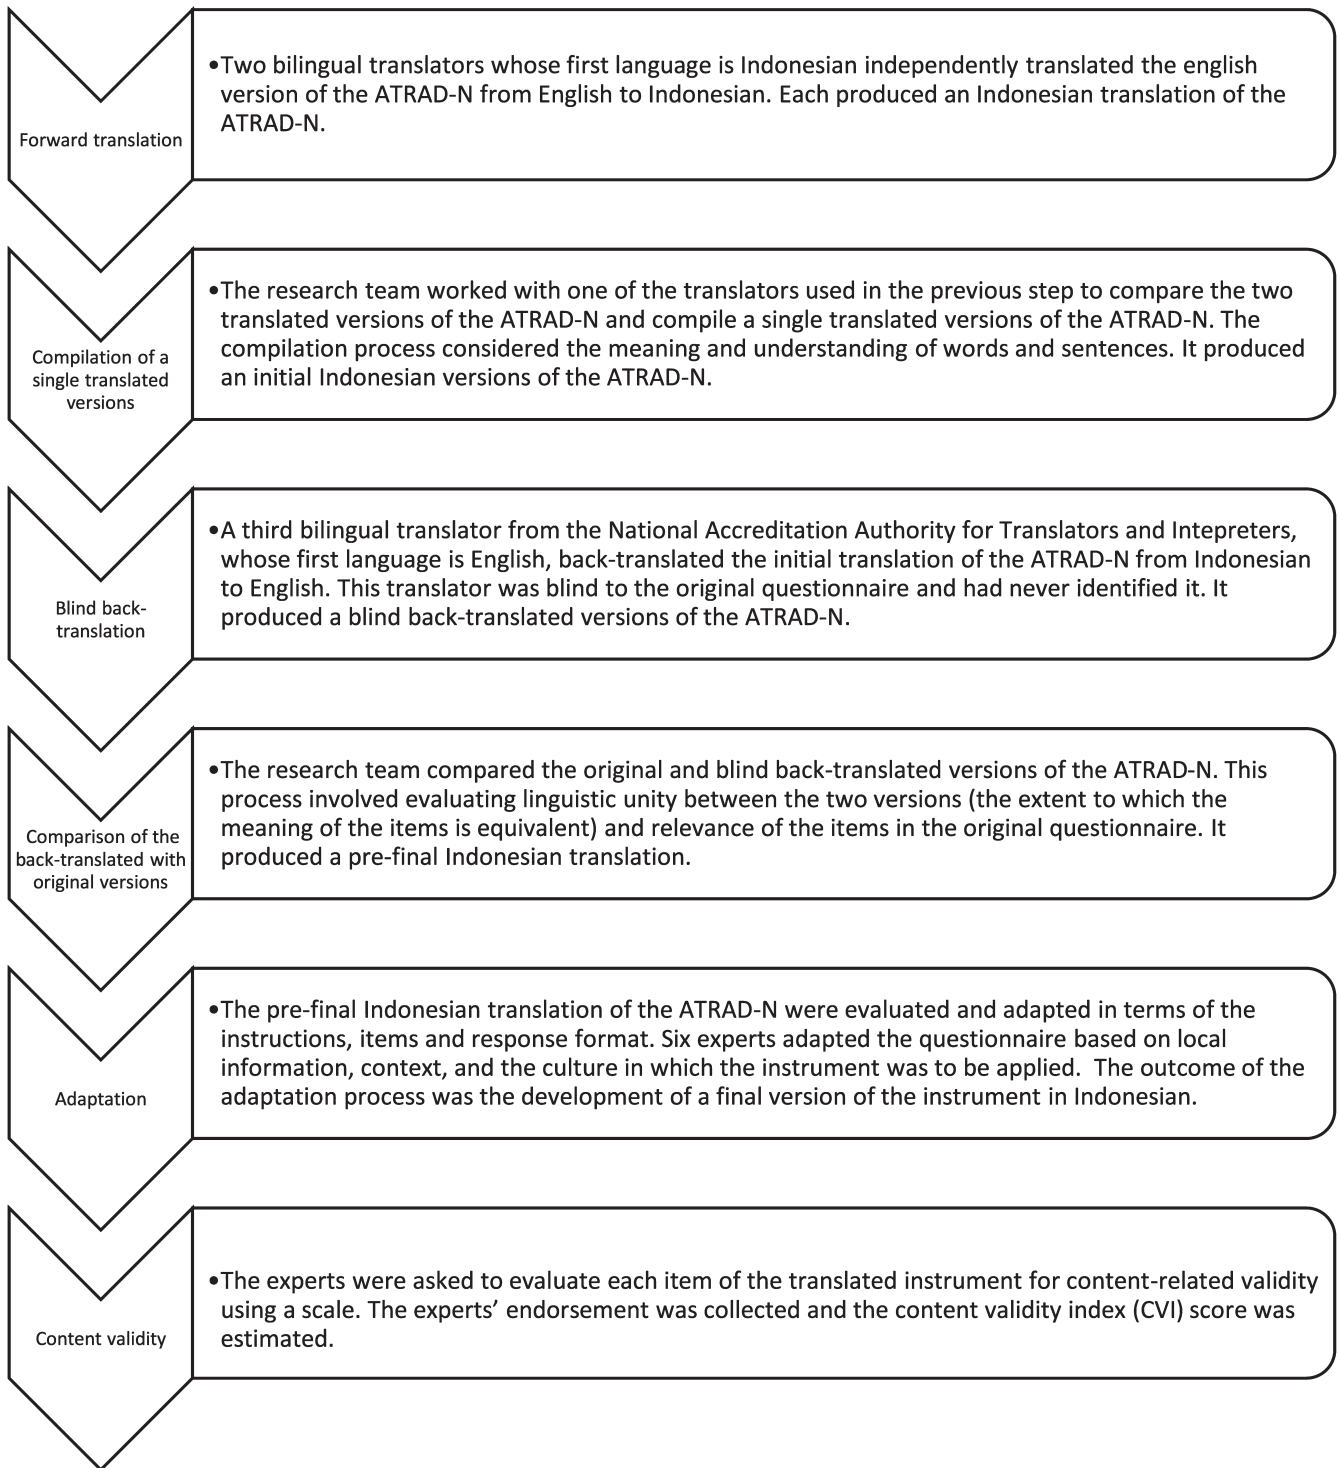 Forward translation
•Two bilingual translators whose first language is Indonesian independently translated the english
version of the ATRAD-N from English to Indonesian. Each produced an Indonesian translation of the
ATRAD-N.
Compilation of a
single translated
versions
•The research team worked with one of the translators used in the previous step to compare the two
translated versions of the ATRAD-N and compile a single translated versions of the ATRAD-N. The
compilation process considered the meaning and understanding of words and sentences. It produced
an initial Indonesian versions of the ATRAD-N.
Blind back-
translation
•A third bilingual translator from the National Accreditation Authority for Translators and Intepreters,
whose first language is English, back-translated the initial translation of the ATRAD-N from Indonesian
to English. This translator was blind to the original questionnaire and had never identified it. It
produced a blind back-translated versions of the ATRAD-N.
Comparison of the
back-translated with
original versions
•The research team compared the original and blind back-translated versions of the ATRAD-N. This
process involved evaluating linguistic unity between the two versions (the extent to which the
meaning of the items is equivalent) and relevance of the items in the original questionnaire. It
produced a pre-final Indonesian translation.
Adaptation
•The pre-final Indonesian translation of the ATRAD-N were evaluated and adapted in terms of the
instructions, items and response format. Six experts adapted the questionnaire based on local
information, context, and the culture in which the instrument was to be applied.  The outcome of the
adaptation process was the development of a final version of the instrument in Indonesian.
Content validity
•The experts were asked to evaluate each item of the translated instrument for content-related validity
using a scale. The experts’ endorsement was collected and the content validity index (CVI) score was
estimated.